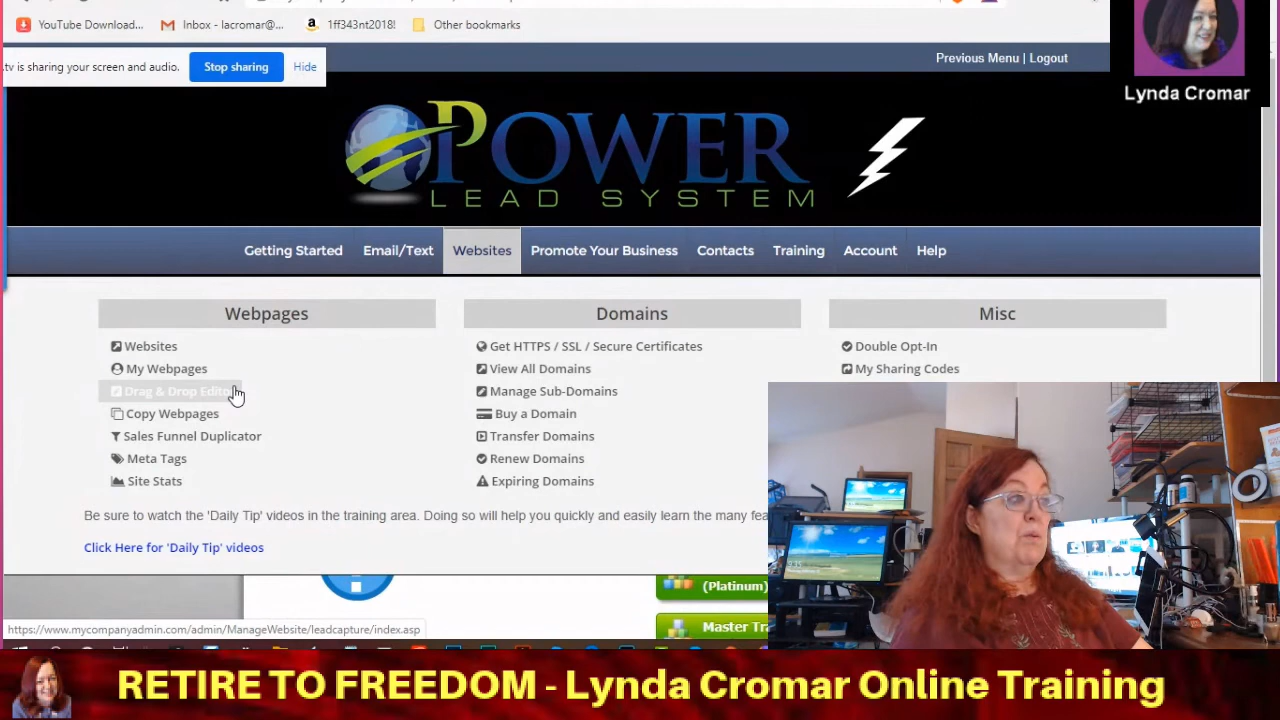 YouTube Download...
Inbox - lacromar@...
1ff343nt2018!
Other bookmarks
.tv is sharing your screen and audio.
Stop sharing
Hide
Previous Menu | Logout
Lynda Cromar
POWER
LEAD SYSTEM
Getting Started
Email/Text
Websites
Promote Your Business
Contacts
Training
Account
Help
Webpages
Websites
My Webpages
Drag & Drop Editor
Copy Webpages
Sales Funnel Duplicator
Meta Tags
Site Stats
Domains
Get HTTPS / SSL / Secure Certificates
View All Domains
Manage Sub-Domains
Buy a Domain
Transfer Domains
Renew Domains
Expiring Domains
Misc
Double Opt-In
My Sharing Codes
Be sure to watch the 'Daily Tip' videos in the training area. Doing so will help you quickly and easily learn the many fea
Click Here for 'Daily Tip' videos
(Platinum)
Master Tra
https://www.mycompanyadmin.com/admin/ManageWebsite/leadcapture/index.asp
RETIRE TO FREEDOM - Lynda Cromar Online Training